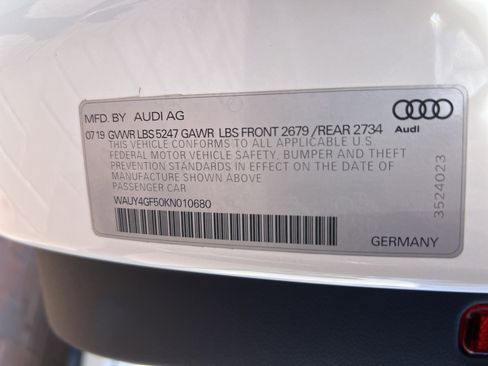 MFD. BY AUDI AG
07 19 GVWR LBS 5247 GAWR LBS FRONT 2679 /REAR 2734
THIS VEHICLE CONFORMS TO ALL APPLICABLE U.S.
FEDERAL MOTOR VEHICLE SAFETY, BUMPER AND THEFT
PREVENTION STANDARDS IN EFFECT ON THE DATE OF
MANUFACTURE SHOWN ABOVE.
PASSENGER CAR
WAUY4GF50KN010680
Audi
3524023
GERMANY